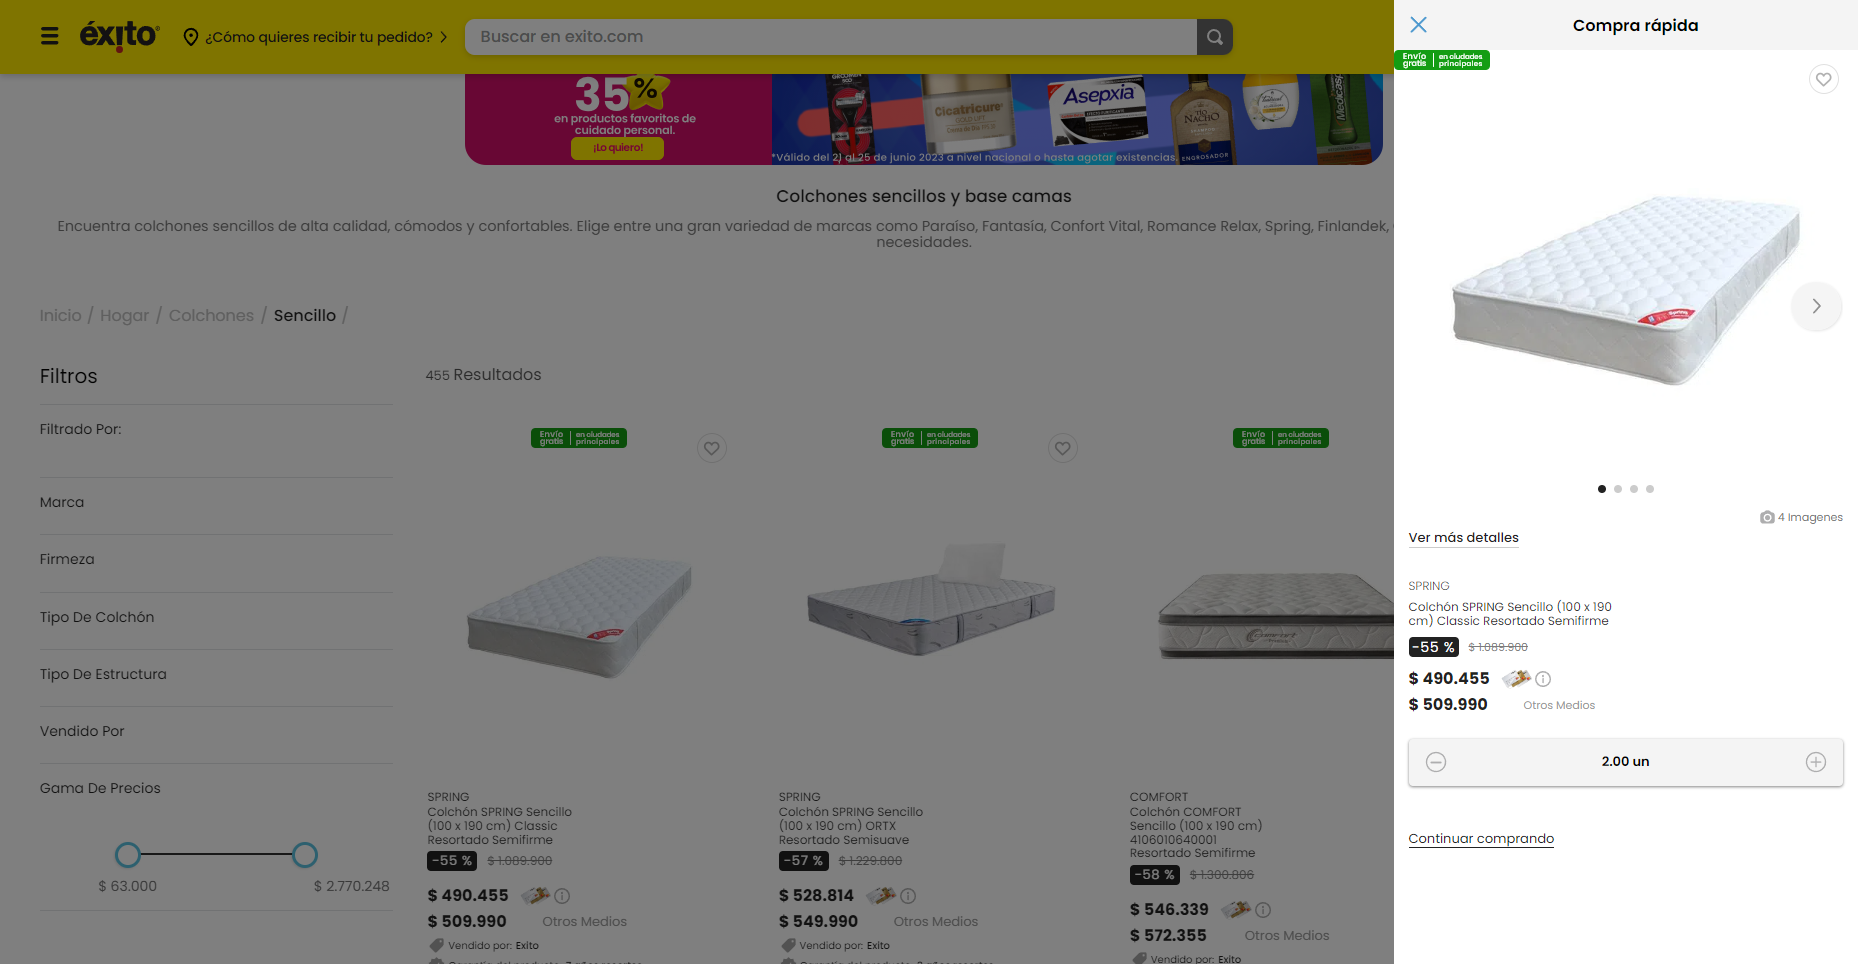 éxito
¿Cómo quieres recibir tu pedido?
Buscar en exito.com
35%
en productos favoritos de
cuidado personal.
¡Lo quiero!
Cicatricure
GOLD LIFT
Asepxia
TÍO
NACHO
ENGROSADOR
Medicasp
*Válido del 21 al 25 de junio 2023 a nivel nacional o hasta agotar existencias.
Colchones sencillos y base camas
Encuentra colchones sencillos de alta calidad, cómodos y confortables. Elige entre una gran variedad de marcas como Paraíso, Fantasía, Confort Vital, Romance Relax, Spring, Finlandek,
necesidades.
Inicio / Hogar / Colchones / Sencillo /
Filtros
Filtrado Por:
Marca
Firmeza
Tipo De Colchón
Tipo De Estructura
Vendido Por
Gama De Precios
$ 63.000
$ 2.770.248
455 Resultados
Envío gratis | en ciudades principales
SPRING
Colchón SPRING Sencillo
(100 x 190 cm) Classic
Resortado Semifirme
-55 % $ 1.089.900
$ 490.455
$ 509.990 Otros Medios
Vendido por: Exito
Envío gratis | en ciudades principales
SPRING
Colchón SPRING Sencillo
(100 x 190 cm) ORTX
Resortado Semisuave
-57 % $ 1.229.800
$ 528.814
$ 549.990 Otros Medios
Vendido por: Exito
Envío gratis | en ciudades principales
Comfort
COMFORT
Colchón COMFORT
Sencillo (100 x 190 cm)
4106010640001
Resortado Semifirme
-58 % $ 1.300.806
$ 546.339
$ 572.355 Otros Medios
Vendido por: Exito
Compra rápida
Envío gratis | en ciudades principales
Spring
4 Imagenes
Ver más detalles
SPRING
Colchón SPRING Sencillo (100 x 190
cm) Classic Resortado Semifirme
-55 % $ 1.089.900
$ 490.455
$ 509.990 Otros Medios
2.00 un
Continuar comprando